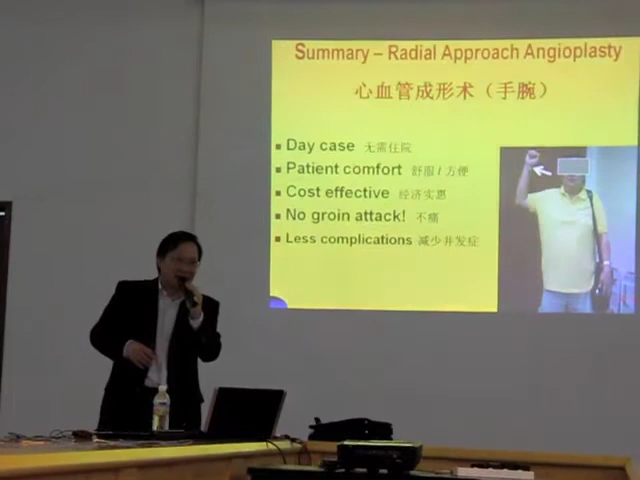 Summary – Radial Approach Angioplasty
心血管成形术（手腕）
Day case 无需住院
Patient comfort 舒服 / 方便
Cost effective 经济实惠
No groin attack! 不痛
Less complications 减少并发症